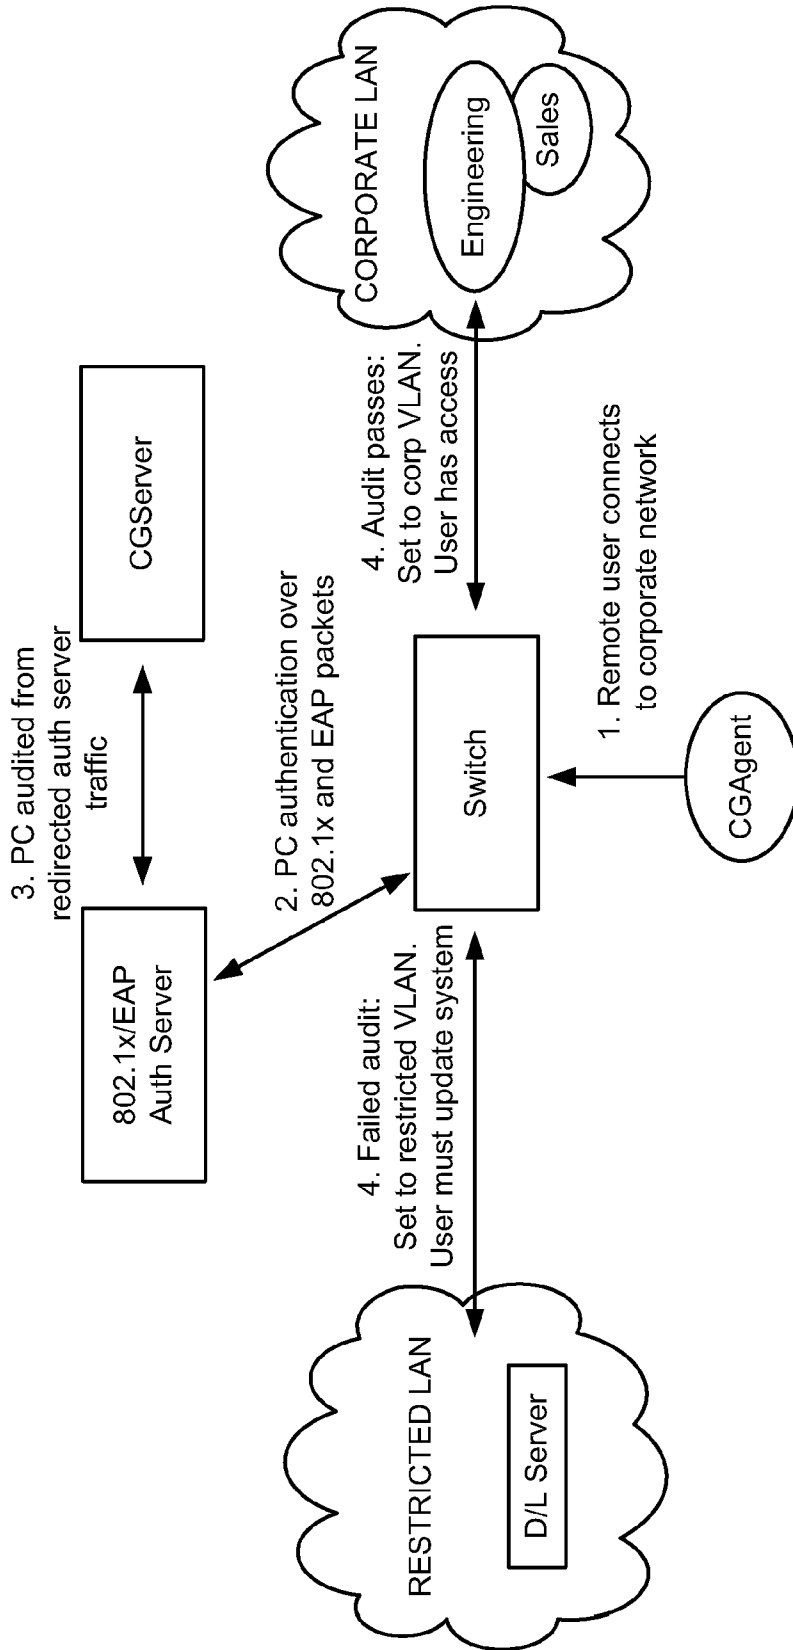 3. PC audited from
redirected auth server
traffic
802.1x/EAP
Auth Server
CGServer
2. PC authentication over
802.1x and EAP packets
4. Failed audit:
Set to restricted VLAN.
User must update system
4. Audit passes:
Set to corp VLAN.
User has access
RESTRICTED LAN
D/L Server
Switch
CORPORATE LAN
Engineering
Sales
1. Remote user connects
to corporate network
CGAgent